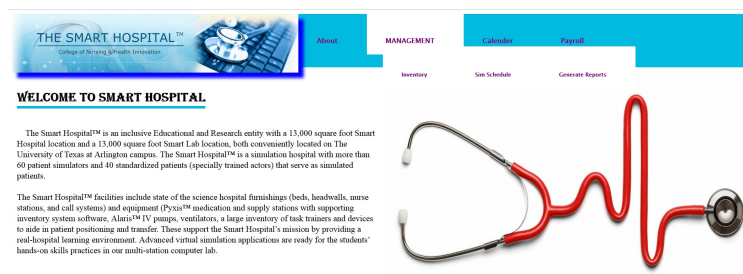 THE SMART HOSPITAL™
College of Nursing &Health Innovation
About MANAGEMENT Calender Payroll
Inventory Sim Schedule Generate Reports
WELCOME TO SMART HOSPITAL
The Smart Hospital™ is an inclusive Educational and Research entity with a 13,000 square foot Smart
Hospital location and a 13,000 square foot Smart Lab location, both conveniently located on The
University of Texas at Arlington campus. The Smart Hospital™ is a simulation hospital with more than
60 patient simulators and 40 standardized patients (specially trained actors) that serve as simulated
patients.
The Smart Hospital™ facilities include state of the science hospital furnishings (beds, headwalls, nurse
stations, and call systems) and equipment (Pyxis™ medication and supply stations with supporting
inventory system software, Alaris™ IV pumps, ventilators, a large inventory of task trainers and devices
to aide in patient positioning and transfer. These support the Smart Hospital's mission by providing a
real-hospital learning environment. Advanced virtual simulation applications are ready for the students'
hands-on skills practices in our multi-station computer lab.